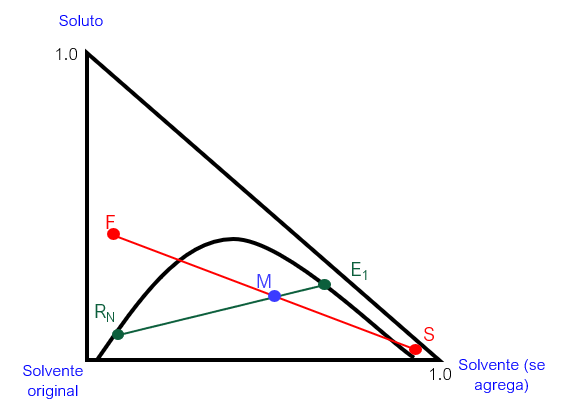 Soluto
1.0
F
M
E1
RN
S
Solvente
original
1.0
Solvente (se
agrega)